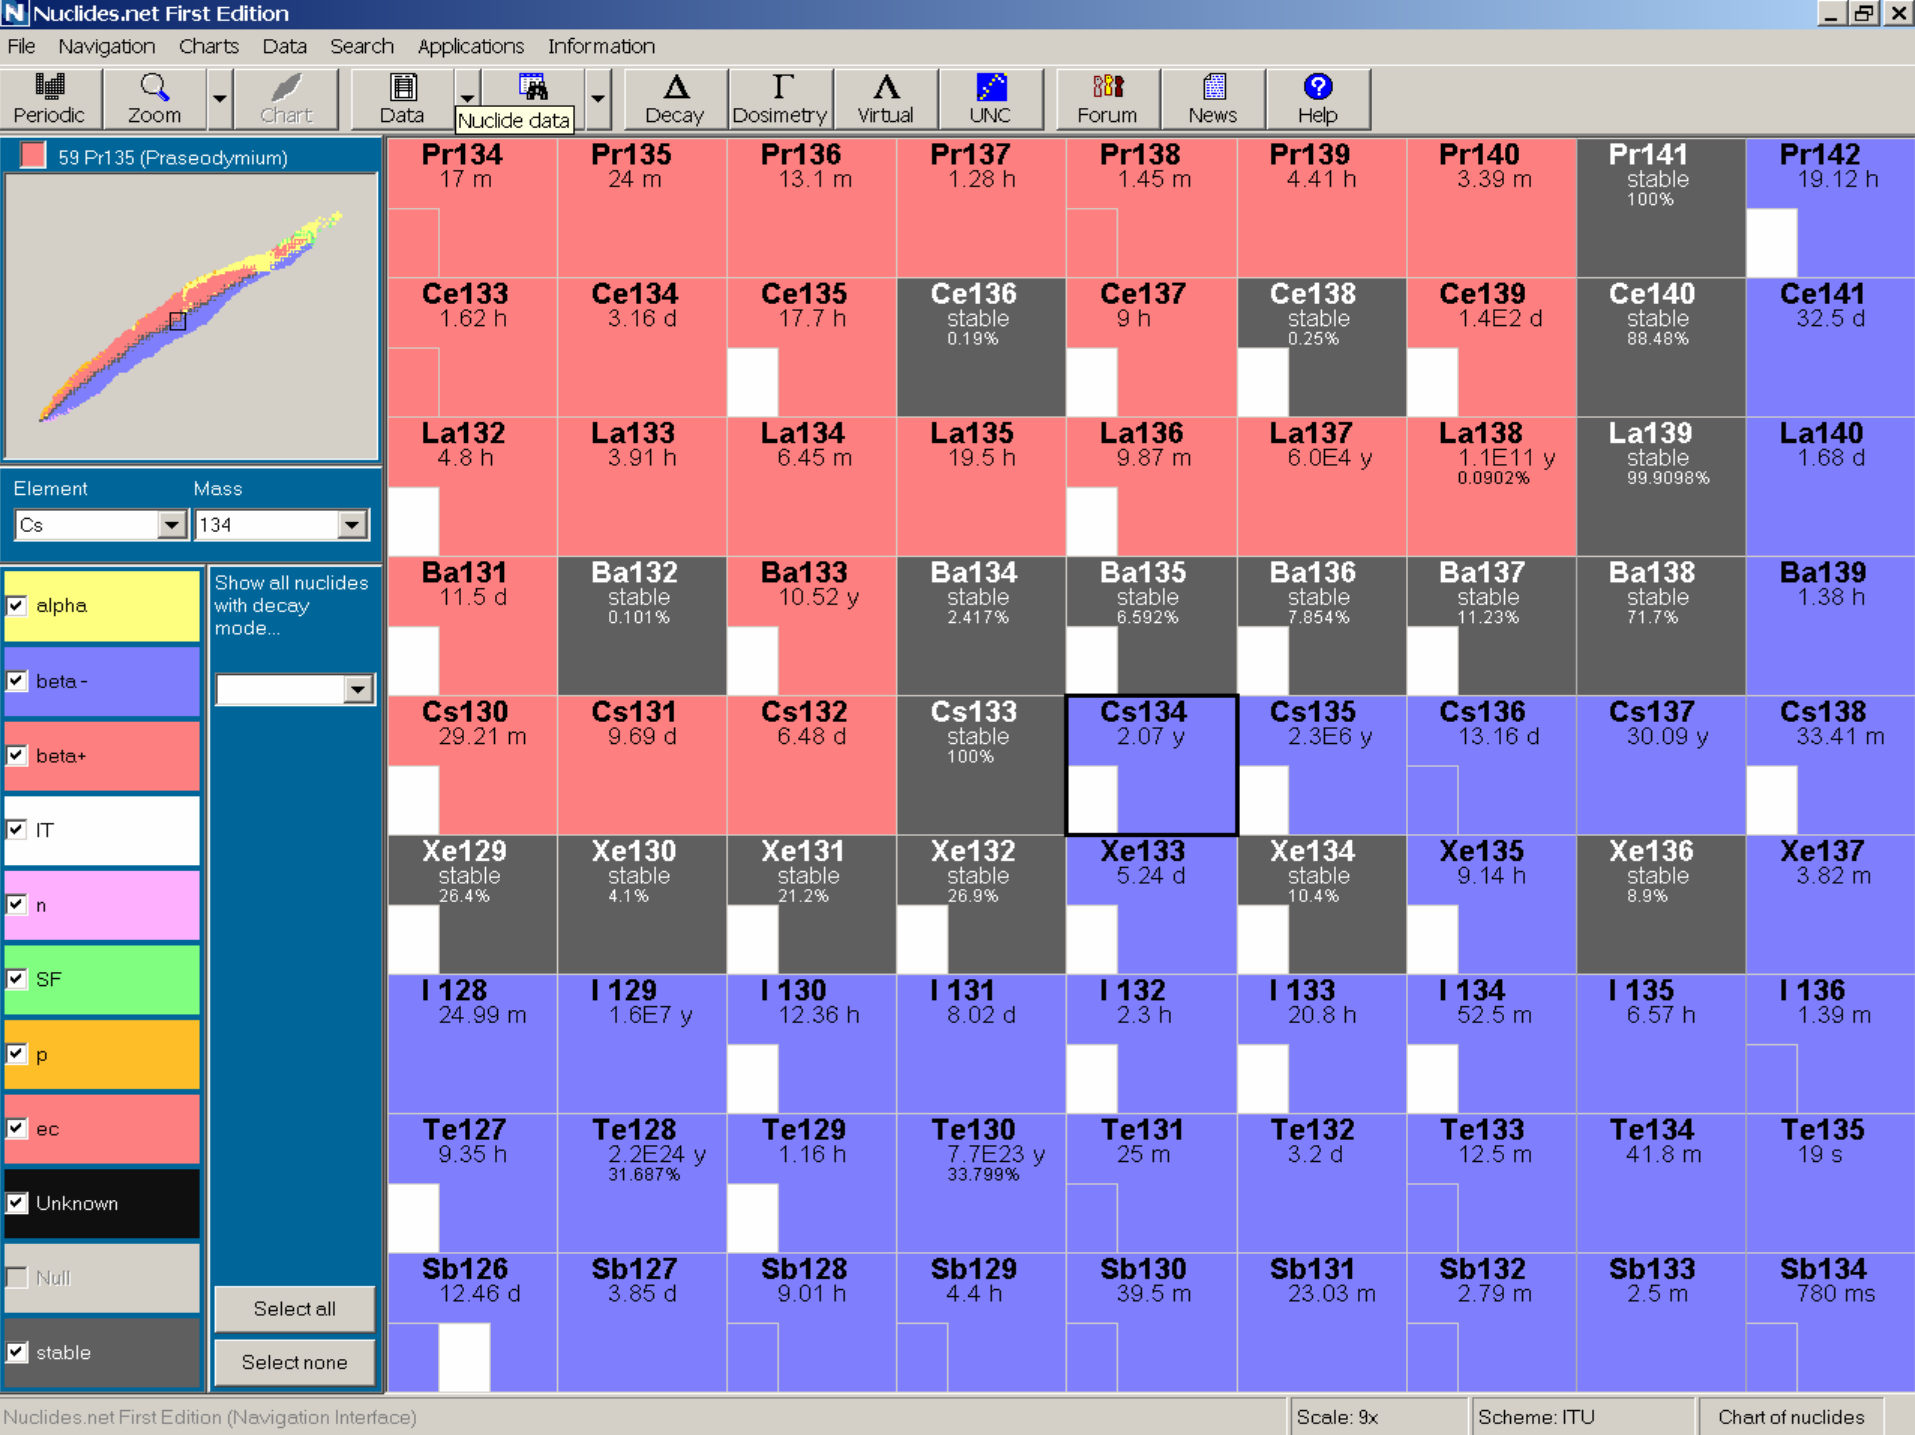 Nuclides.net First Edition
File Navigation Charts Data Search Applications Information
Periodic Zoom Chart Data Decay Dosimetry Virtual UNC Forum News Help
Nuclide data
59 Pr135 (Praseodymium)
Element Mass
Cs 134
alpha
beta -
beta+
IT
n
SF
p
ec
Unknown
Null
stable
Show all nuclides
with decay
mode...
Select all
Select none
Pr134 Pr135 Pr136 Pr137 Pr138 Pr139 Pr140 Pr141 Pr142
17 m 24 m 13.1 m 1.28 h 1.45 m 4.41 h 3.39 m stable 19.12 h
100%
Ce133 Ce134 Ce135 Ce136 Ce137 Ce138 Ce139 Ce140 Ce141
1.62 h 3.16 d 17.7 h stable 9 h stable 1.4E2 d stable 32.5 d
0.19% 0.25% 88.48%
La132 La133 La134 La135 La136 La137 La138 La139 La140
4.8 h 3.91 h 6.45 m 19.5 h 9.87 m 6.0E4 y 1.1E11 y stable 1.68 d
0.0902% 99.9098%
Ba131 Ba132 Ba133 Ba134 Ba135 Ba136 Ba137 Ba138 Ba139
11.5 d stable 10.52 y stable stable stable stable stable 1.38 h
0.101% 2.417% 6.592% 7.854% 11.23% 71.7%
Cs130 Cs131 Cs132 Cs133 Cs134 Cs135 Cs136 Cs137 Cs138
29.21 m 9.69 d 6.48 d stable 2.07 y 2.3E6 y 13.16 d 30.09 y 33.41 m
100%
Xe129 Xe130 Xe131 Xe132 Xe133 Xe134 Xe135 Xe136 Xe137
stable stable stable stable 5.24 d stable 9.14 h stable 3.82 m
26.4% 4.1% 21.2% 26.9% 10.4% 8.9%
I 128 I 129 I 130 I 131 I 132 I 133 I 134 I 135 I 136
24.99 m 1.6E7 y 12.36 h 8.02 d 2.3 h 20.8 h 52.5 m 6.57 h 1.39 m
Te127 Te128 Te129 Te130 Te131 Te132 Te133 Te134 Te135
9.35 h 2.2E24 y 1.16 h 7.7E23 y 25 m 3.2 d 12.5 m 41.8 m 19 s
31.687% 33.799%
Sb126 Sb127 Sb128 Sb129 Sb130 Sb131 Sb132 Sb133 Sb134
12.46 d 3.85 d 9.01 h 4.4 h 39.5 m 23.03 m 2.79 m 2.5 m 780 ms
Nuclides.net First Edition (Navigation Interface) Scale: 9x Scheme: ITU Chart of nuclides